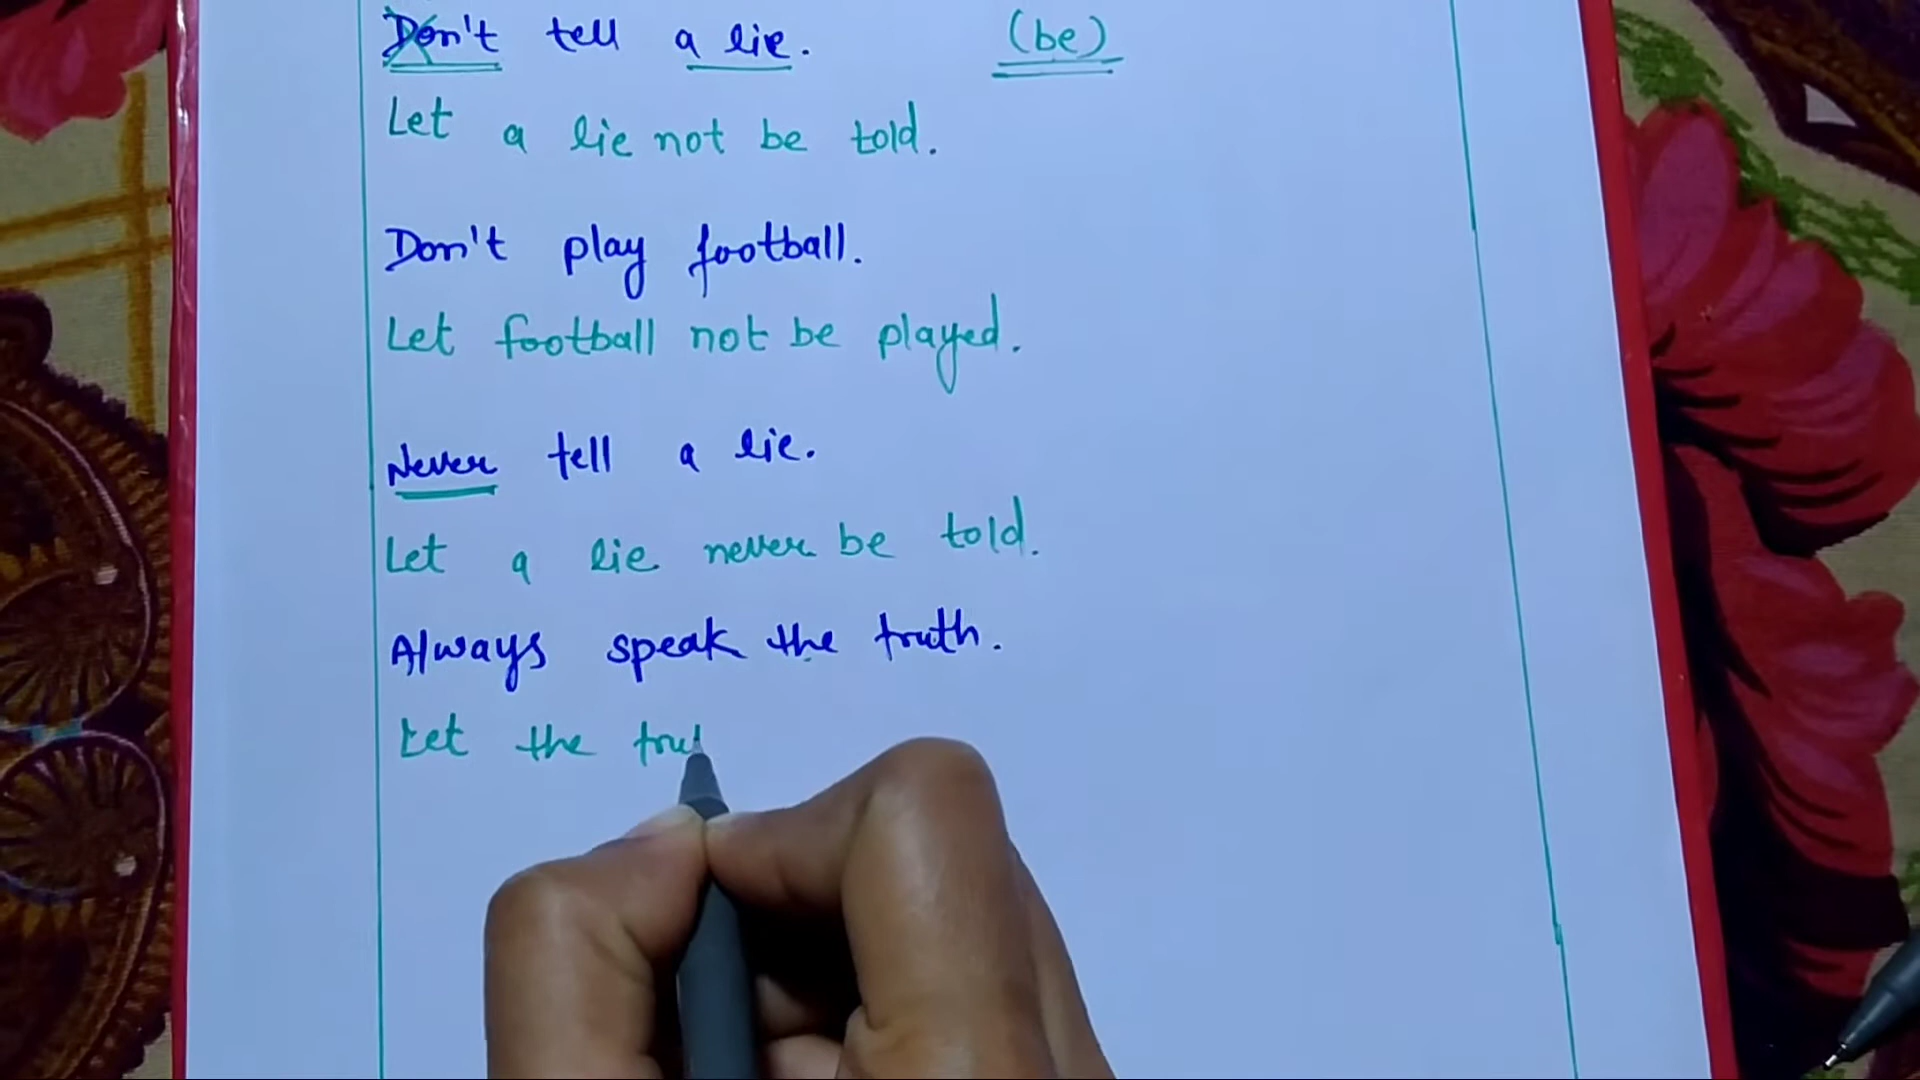 Don't tell a lie. (be)
Let a lie not be told.
Don't play football.
Let football not be played.
Never tell a lie.
Let a lie never be told.
Always speak the truth.
Let the trut